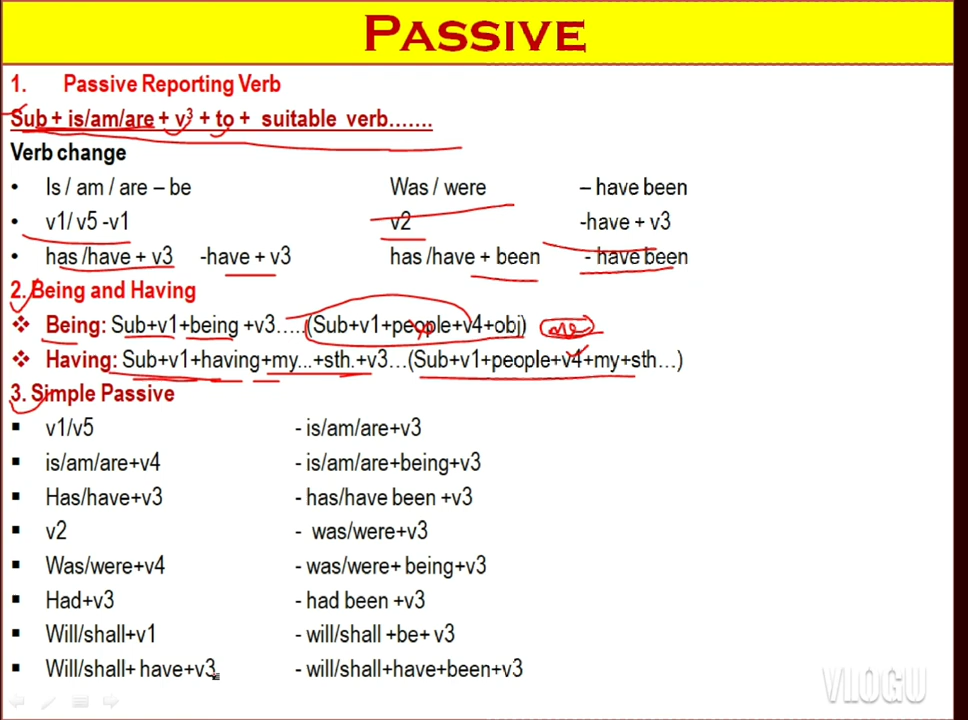 PASSIVE
1. Passive Reporting Verb
Sub + is/am/are + v³ + to + suitable verb…….
Verb change
• Is / am / are – be Was / were – have been
• v1/ v5 -v1 v2 -have + v3
• has /have + v3 -have + v3 has /have + been - have been
2. Being and Having
❖ Being: Sub+v1+being +v3…..(Sub+v1+people+v4+obj) me
❖ Having: Sub+v1+having+my...+sth.+v3…(Sub+v1+people+v4+my+sth…)
3. Simple Passive
▪ v1/v5 - is/am/are+v3
▪ is/am/are+v4 - is/am/are+being+v3
▪ Has/have+v3 - has/have been +v3
▪ v2 - was/were+v3
▪ Was/were+v4 - was/were+ being+v3
▪ Had+v3 - had been +v3
▪ Will/shall+v1 - will/shall +be+ v3
▪ Will/shall+ have+v3 - will/shall+have+been+v3
VLOGU